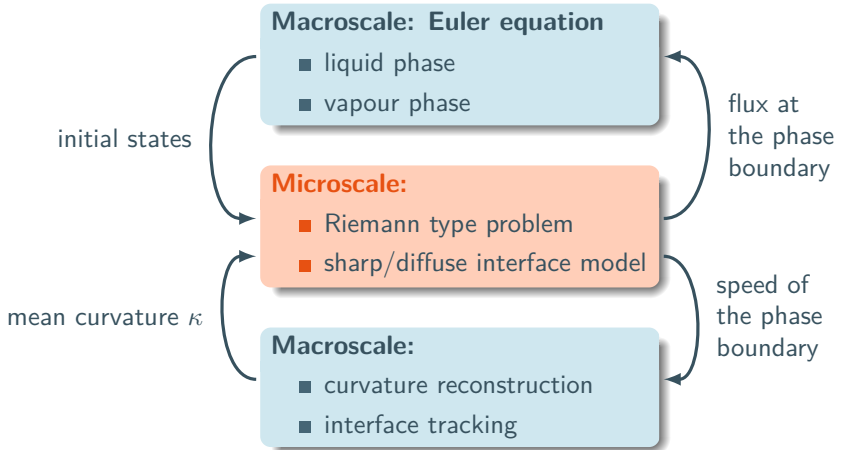 Macroscale: Euler equation
liquid phase
vapour phase
initial states
flux at
the phase
boundary
Microscale:
Riemann type problem
sharp/diffuse interface model
mean curvature κ
speed of
the phase
boundary
Macroscale:
curvature reconstruction
interface tracking